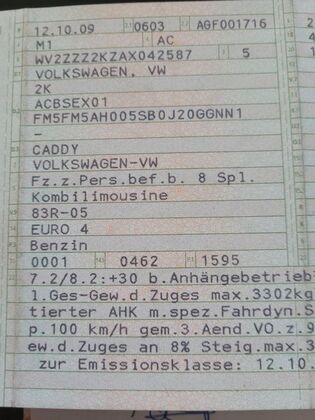 12.10.09 0603 AGF001716
M1 AC
WV2ZZZ2KZAX042587 5
VOLKSWAGEN, VW
2K
ACBSEX01
FM5FM5AH005SB0J20GGNN1
–
CADDY
VOLKSWAGEN-VW
Fz.z.Pers.bef.b. 8 Spl.
Kombilimousine
83R-05
EURO 4
Benzin
0001 0462 1595
7.2/8.2:+30 b.Anhängebetrieb
l.Ges-Gew.d.Zuges max.3302kg
tierter AHK m.spez.Fahrdyn.S
p.100 km/h gem.3.Aend.VO.z.9
ew.d.Zuges an 8% Steig.max.3
zur Emissionsklasse: 12.10.